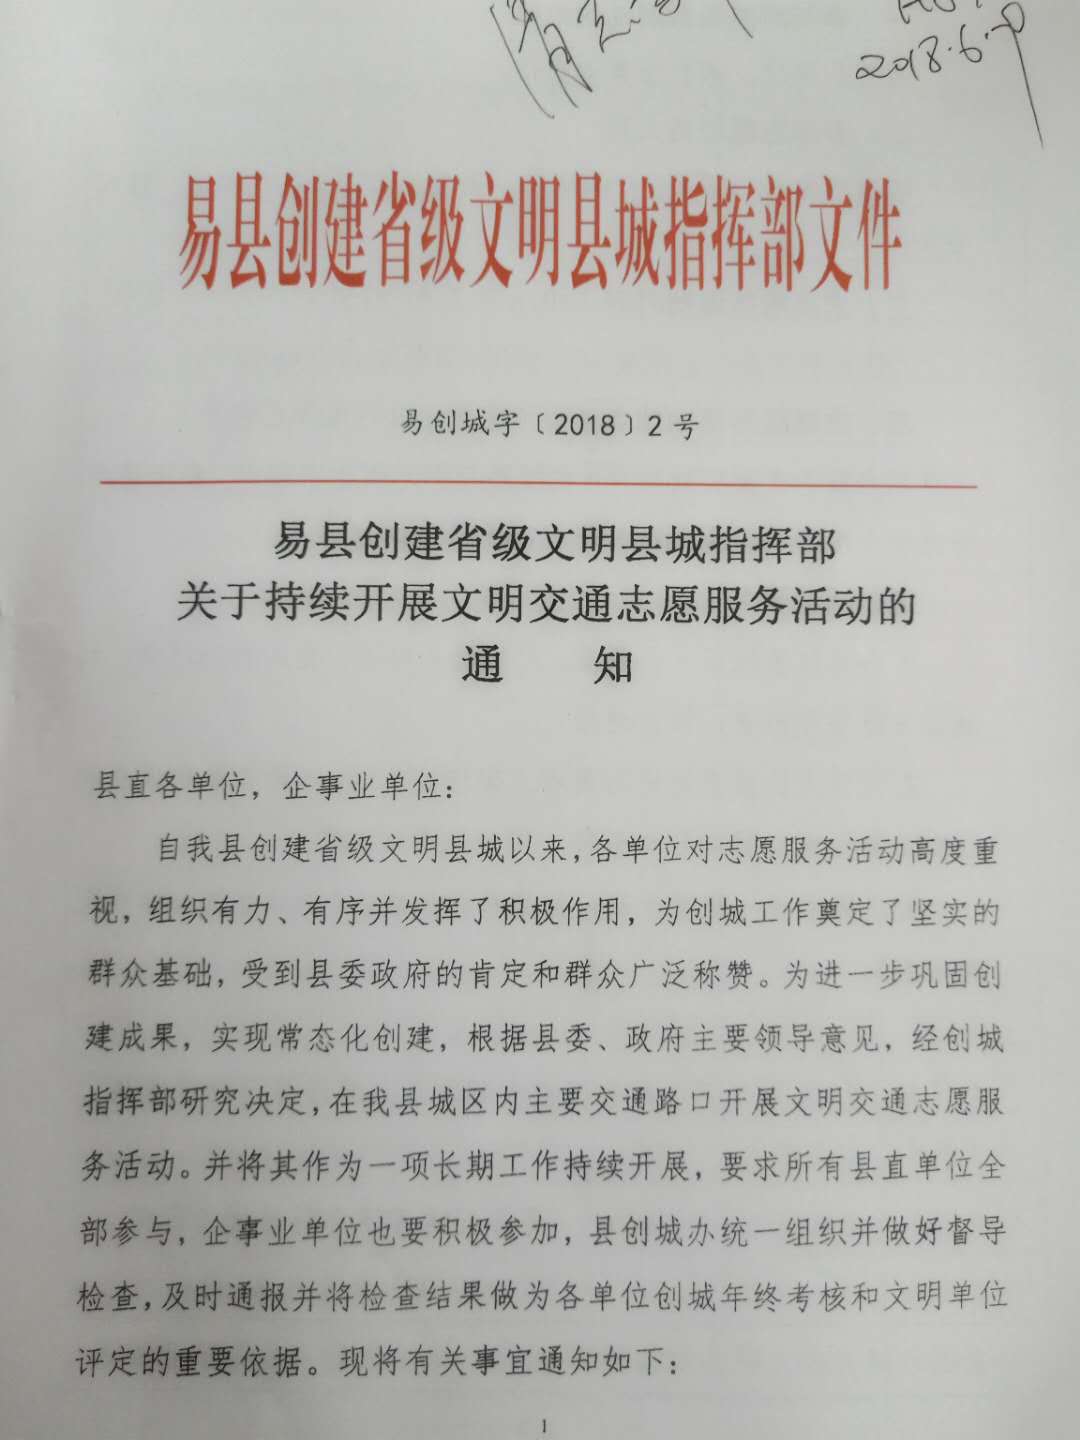 2018.6.20
易县创建省级文明县城指挥部文件
易创城字〔2018〕2号
易县创建省级文明县城指挥部
关于持续开展文明交通志愿服务活动的
通 知
县直各单位，企事业单位：
自我县创建省级文明县城以来，各单位对志愿服务活动高度重
视，组织有力、有序并发挥了积极作用，为创城工作奠定了坚实的
群众基础，受到县委政府的肯定和群众广泛称赞。为进一步巩固创
建成果，实现常态化创建，根据县委、政府主要领导意见，经创城
指挥部研究决定，在我县城区内主要交通路口开展文明交通志愿服
务活动。并将其作为一项长期工作持续开展，要求所有县直单位全
部参与，企事业单位也要积极参加，县创城办统一组织并做好督导
检查，及时通报并将检查结果做为各单位创城年终考核和文明单位
评定的重要依据。现将有关事宜通知如下：
1